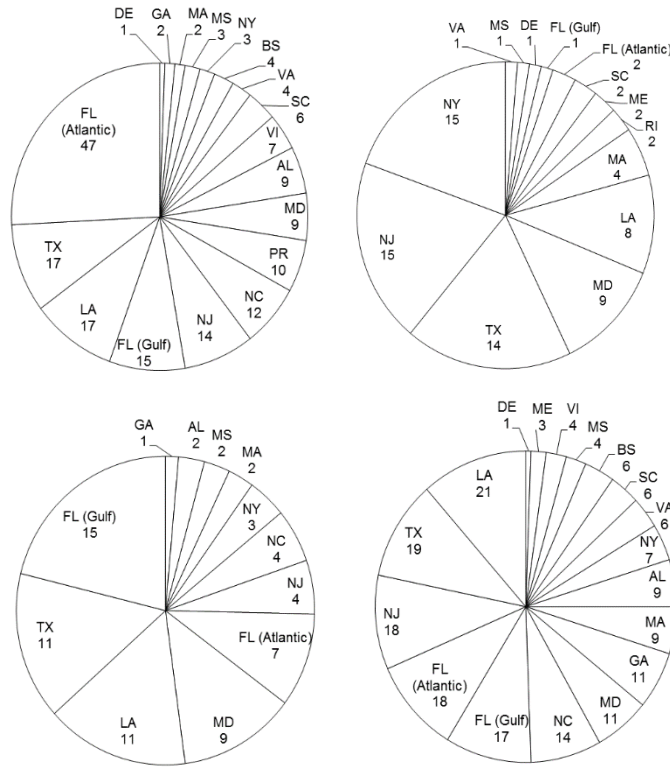 DE
1
GA
2
MA
2
MS
3
NY
3
BS
4
VA
4
SC
6
VI
7
AL
9
MD
9
PR
10
NC
12
NJ
14
FL (Gulf)
15
LA
17
TX
17
FL
(Atlantic)
47
VA
1
MS
1
DE
1
FL (Gulf)
1
FL (Atlantic)
2
SC
2
ME
2
RI
2
MA
4
LA
8
MD
9
TX
14
NJ
15
NY
15
GA
1
AL
2
MS
2
MA
2
NY
3
NC
4
NJ
4
FL (Atlantic)
7
MD
9
LA
11
TX
11
FL (Gulf)
15
DE
1
ME
3
VI
4
MS
4
BS
6
SC
6
VA
6
NY
7
AL
9
MA
9
GA
11
MD
11
NC
14
FL (Gulf)
17
FL
(Atlantic)
18
NJ
18
TX
19
LA
21